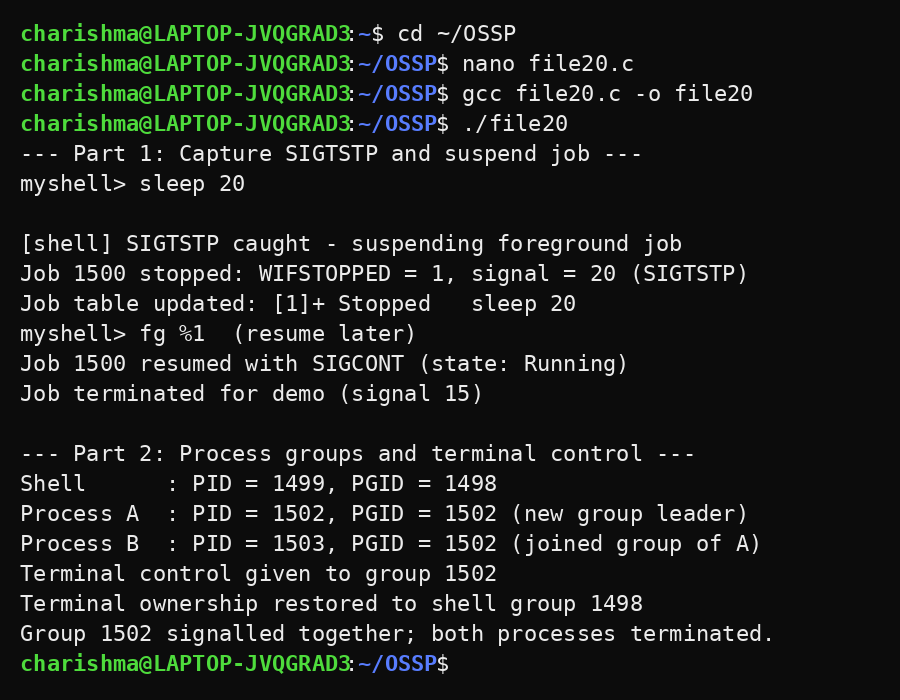 charishma@LAPTOP-JVQGRAD3:~$ cd ~/OSSP
charishma@LAPTOP-JVQGRAD3:~/OSSP$ nano file20.c
charishma@LAPTOP-JVQGRAD3:~/OSSP$ gcc file20.c -o file20
charishma@LAPTOP-JVQGRAD3:~/OSSP$ ./file20
--- Part 1: Capture SIGTSTP and suspend job ---
myshell> sleep 20

[shell] SIGTSTP caught - suspending foreground job
Job 1500 stopped: WIFSTOPPED = 1, signal = 20 (SIGTSTP)
Job table updated: [1]+ Stopped   sleep 20
myshell> fg %1  (resume later)
Job 1500 resumed with SIGCONT (state: Running)
Job terminated for demo (signal 15)

--- Part 2: Process groups and terminal control ---
Shell      : PID = 1499, PGID = 1498
Process A  : PID = 1502, PGID = 1502 (new group leader)
Process B  : PID = 1503, PGID = 1502 (joined group of A)
Terminal control given to group 1502
Terminal ownership restored to shell group 1498
Group 1502 signalled together; both processes terminated.
charishma@LAPTOP-JVQGRAD3:~/OSSP$